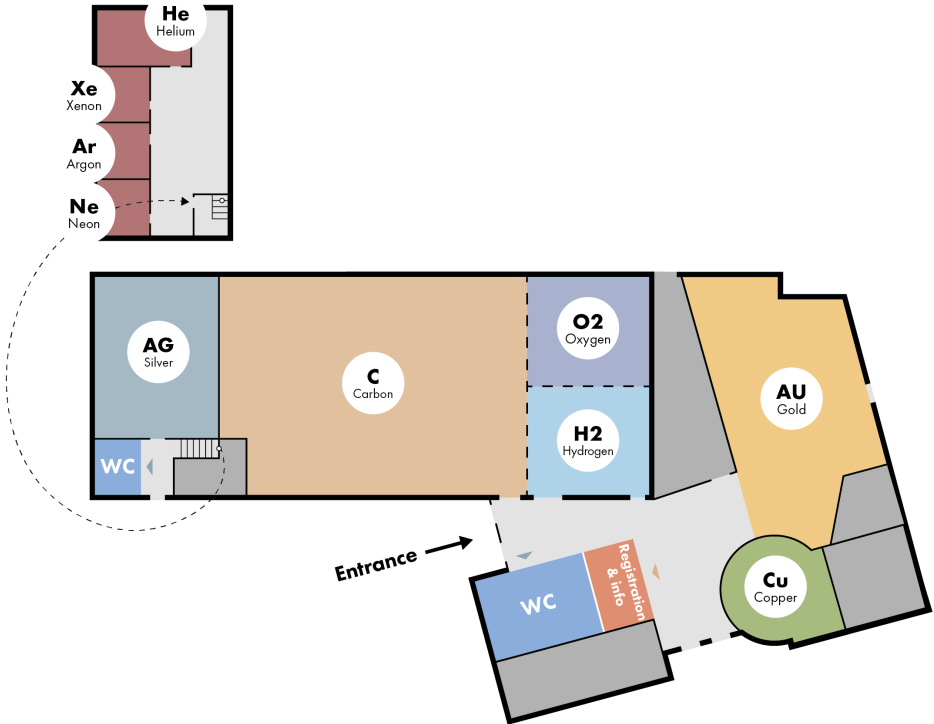 He
Helium
Xe
Xenon
Ar
Argon
Ne
Neon
AG
Silver
C
Carbon
O2
Oxygen
H2
Hydrogen
AU
Gold
WC
Entrance
WC
Registration
& info
Cu
Copper